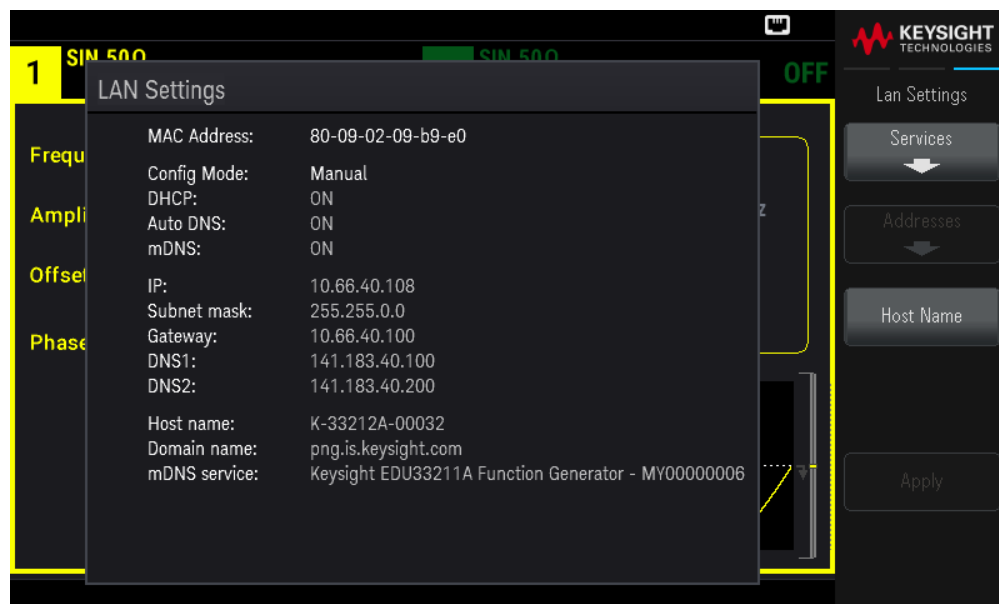 KEYSIGHT
TECHNOLOGIES
1
SIN 50Ω
SIN 50Ω
OFF
LAN Settings
MAC Address: 80-09-02-09-b9-e0
Config Mode: Manual
DHCP: ON
Auto DNS: ON
mDNS: ON
IP: 10.66.40.108
Subnet mask: 255.255.0.0
Gateway: 10.66.40.100
DNS1: 141.183.40.100
DNS2: 141.183.40.200
Host name: K-33212A-00032
Domain name: png.is.keysight.com
mDNS service: Keysight EDU33211A Function Generator - MY00000006
Frequ
Ampli
Offset
Phase
z
Lan Settings
Services
Addresses
Host Name
Apply